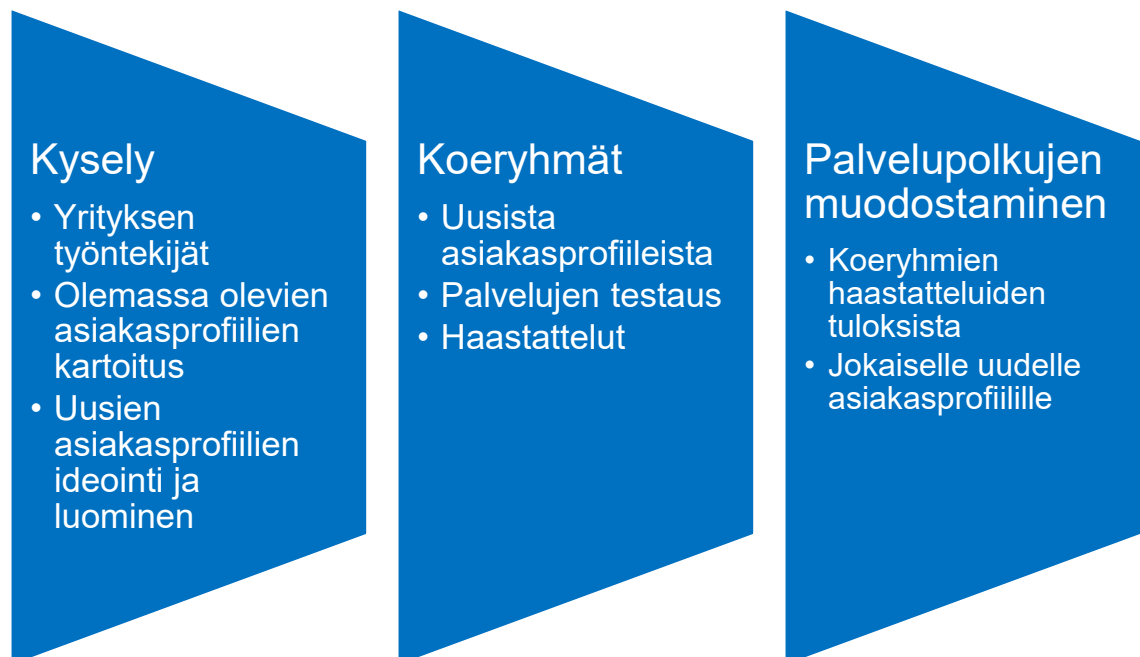 Kysely
• Yrityksen
työntekijät
• Olemassa olevien
asiakasprofiilien
kartoitus
• Uusien
asiakasprofiilien
ideointi ja
luominen
Koeryhmät
• Uusista
asiakasprofiileista
• Palvelujen testaus
• Haastattelut
Palvelupolkujen
muodostaminen
• Koeryhmien
haastatteluiden
tuloksista
• Jokaiselle uudelle
asiakasprofiilille